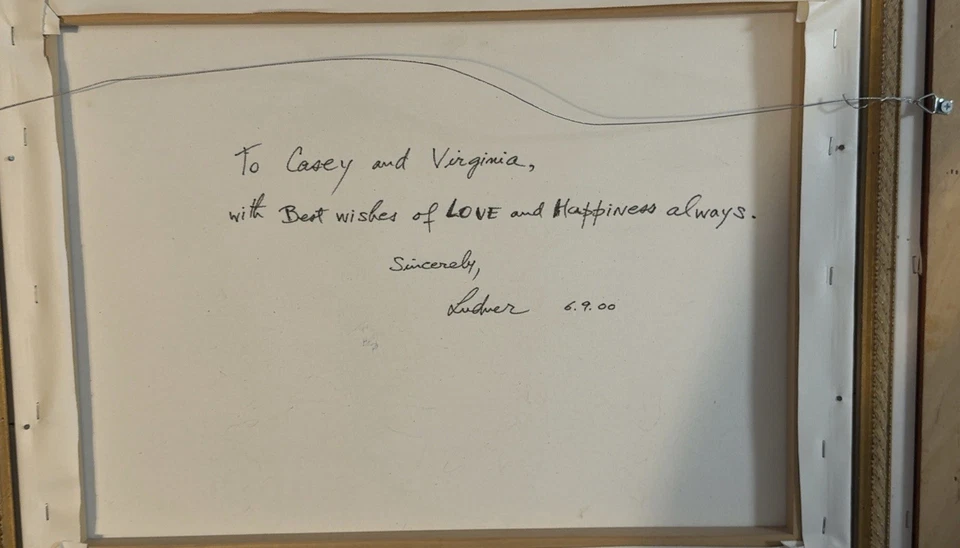 To Casey and Virginia,
with Best wishes of LOVE and Happiness always.
Sincerely,
6.9.00